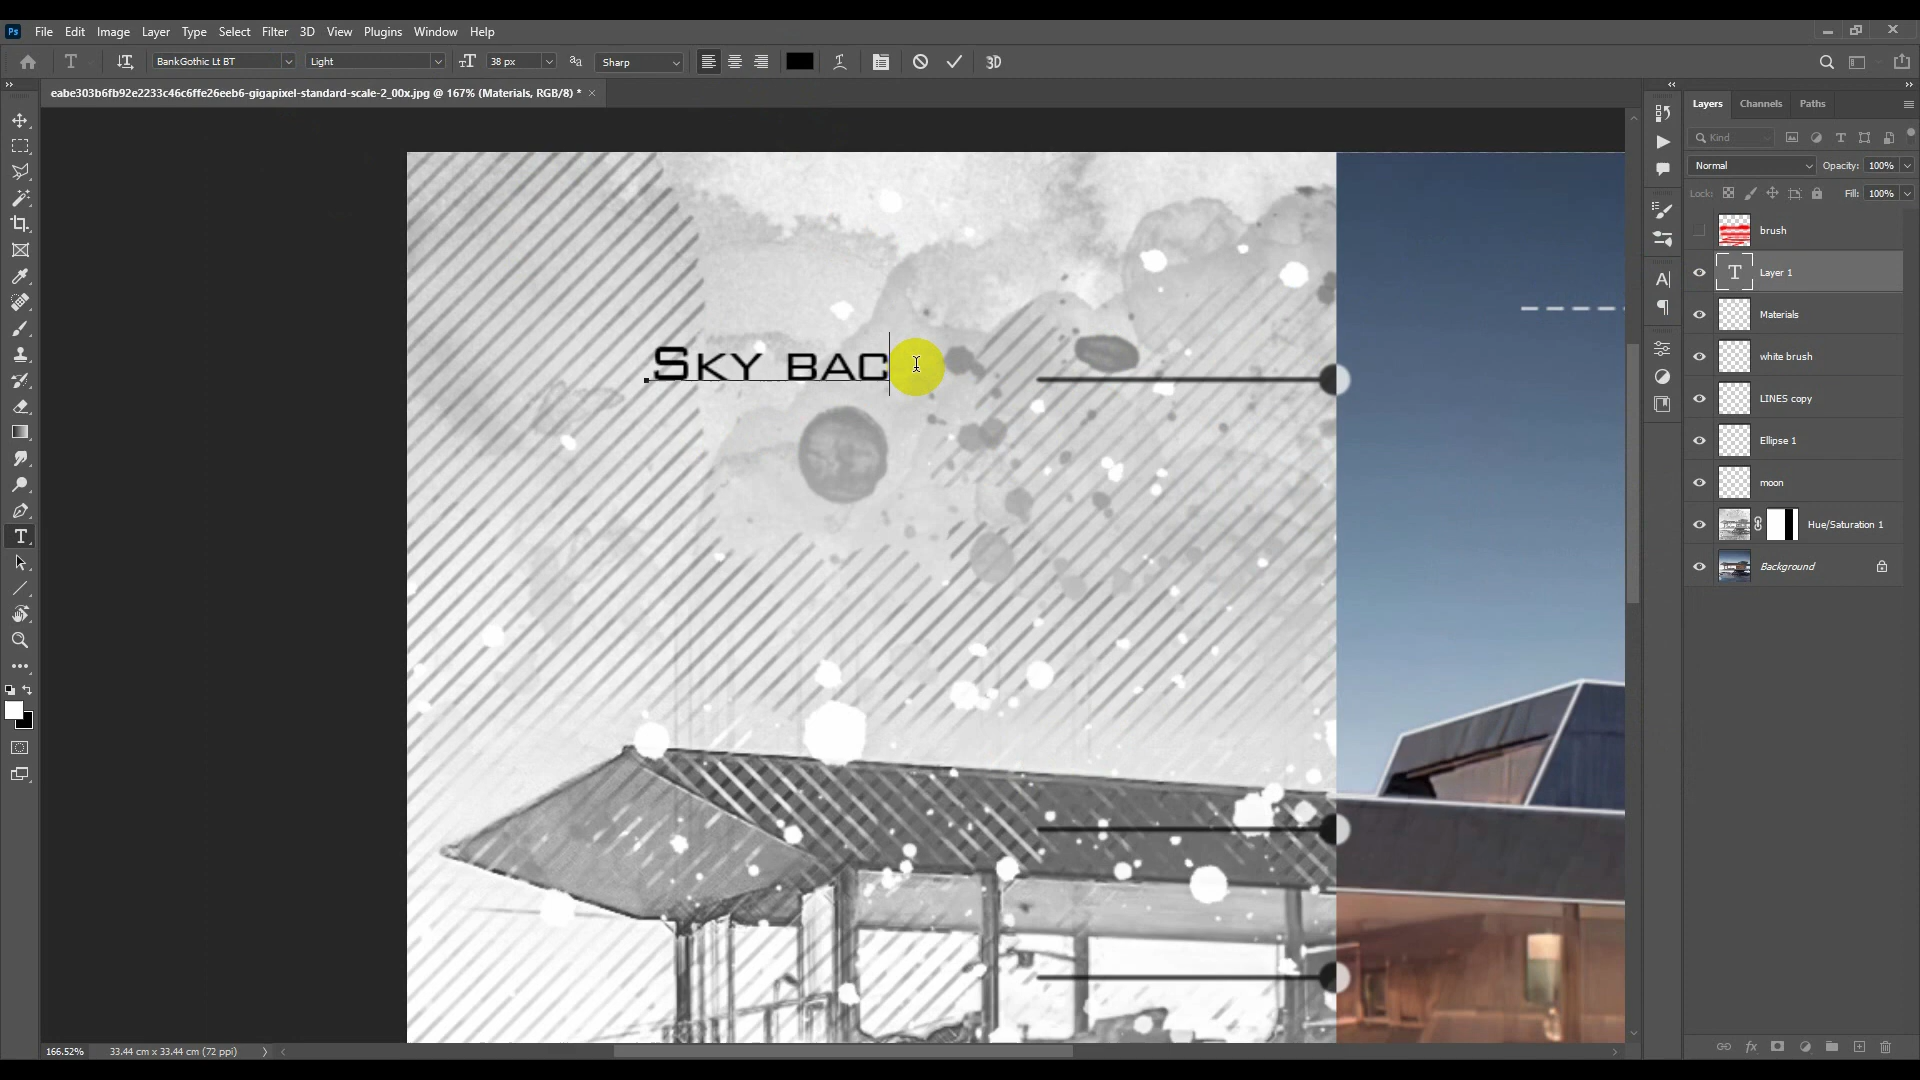 Ps File Edit Image Layer Type Select Filter 3D View Plugins Window Help
BankGothic Lt BT Light 38 px Sharp 3D
eabe303b6fb92e2233c46c6ffe26eeb6-gigapixel-standard-scale-2_00x.jpg @ 167% (Materials, RGB/8) *
Layers Channels Paths
Kind
Normal Opacity: 100%
Lock: Fill: 100%
brush
Layer 1
Materials
white brush
LINES copy
Ellipse 1
moon
Hue/Saturation 1
Background
Sky bac
166.52% 33.44 cm x 33.44 cm (72 ppi)